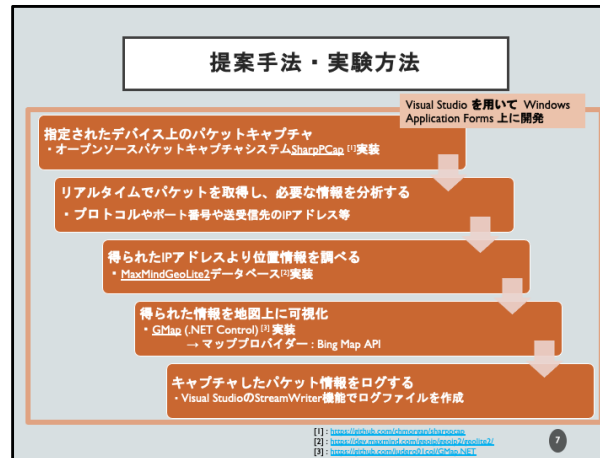 提案手法・実験方法
Visual Studio を用いて Windows
Application Forms 上に開発
指定されたデバイス上のパケットキャプチャ
・オープンソースパケットキャプチャシステムSharpPCap [1]実装
リアルタイムでパケットを取得し、必要な情報を分析する
・プロトコルやポート番号や送受信先のIPアドレス等
得られたIPアドレスより位置情報を調べる
・MaxMindGeoLite2データベース[2]実装
得られた情報を地図上に可視化
・GMap (.NET Control) [3] 実装
→ マッププロバイダー : Bing Map API
キャプチャしたパケット情報をログする
・Visual StudioのStreamWriter機能でログファイルを作成
[1] : https://github.com/chmorgan/sharppcap
[2] : https://dev.maxmind.com/geoip/geoip2/geolite2/
[3] : https://github.com/judero01col/GMap.NET
7